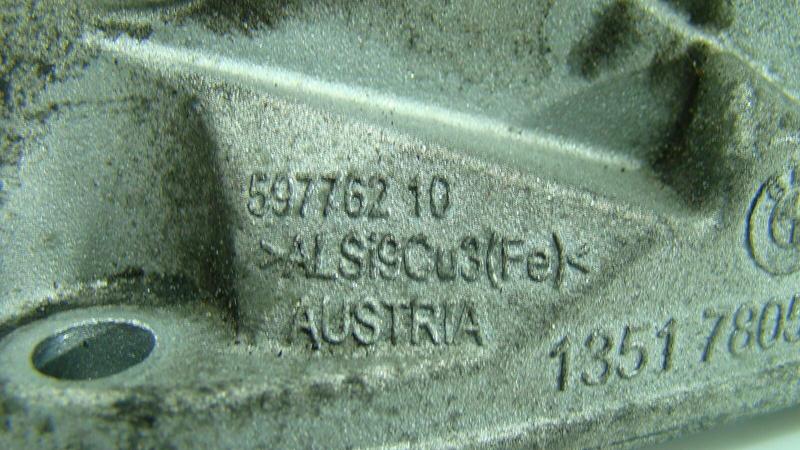 597762 10
>ALSi9Cu3(Fe)<
AUSTRIA
1351 7805